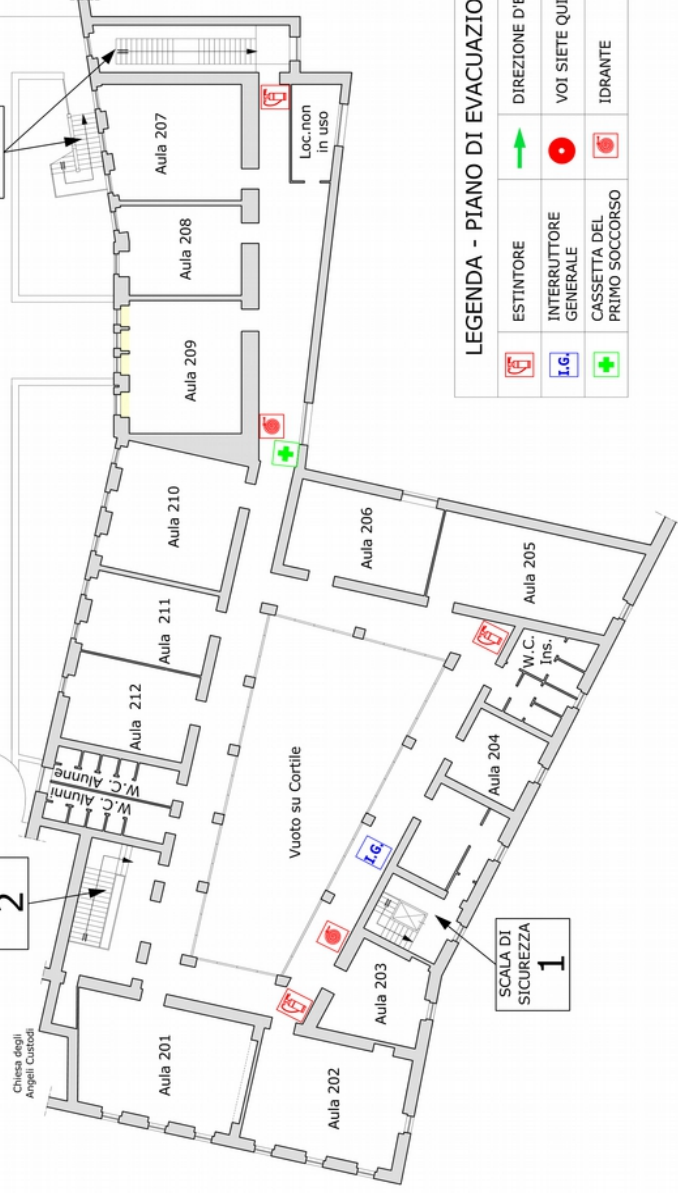 Aula 207
Loc.non
in uso
Aula 208
Aula 209
Aula 210
Aula 211
Aula 212
Aula 206
Aula 205
W.C. Alunne
W.C. Alunni
W.C.
Ins.
Aula 204
Vuoto su Cortile
I.G.
2
Chiesa degli
Angeli Custodi
Aula 201
Aula 202
Aula 203
SCALA DI
SICUREZZA
1
LEGENDA - PIANO DI EVACUAZIO
ESTINTORE
DIREZIONE D'E
I.G.
INTERRUTTORE
GENERALE
VOI SIETE QUI
CASSETTA DEL
PRIMO SOCCORSO
IDRANTE